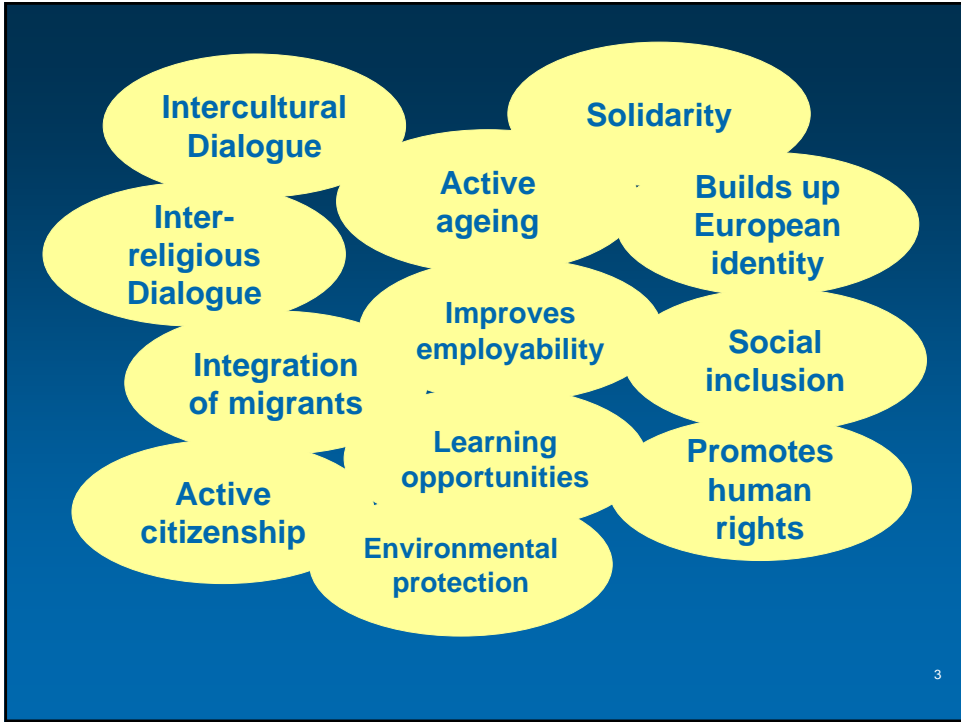 Intercultural
Dialogue
Solidarity
Active
ageing
Builds up
European
identity
Inter-
religious
Dialogue
Improves
employability
Social
inclusion
Integration
of migrants
Learning
opportunities
Promotes
human
rights
Active
citizenship
Environmental
protection
3